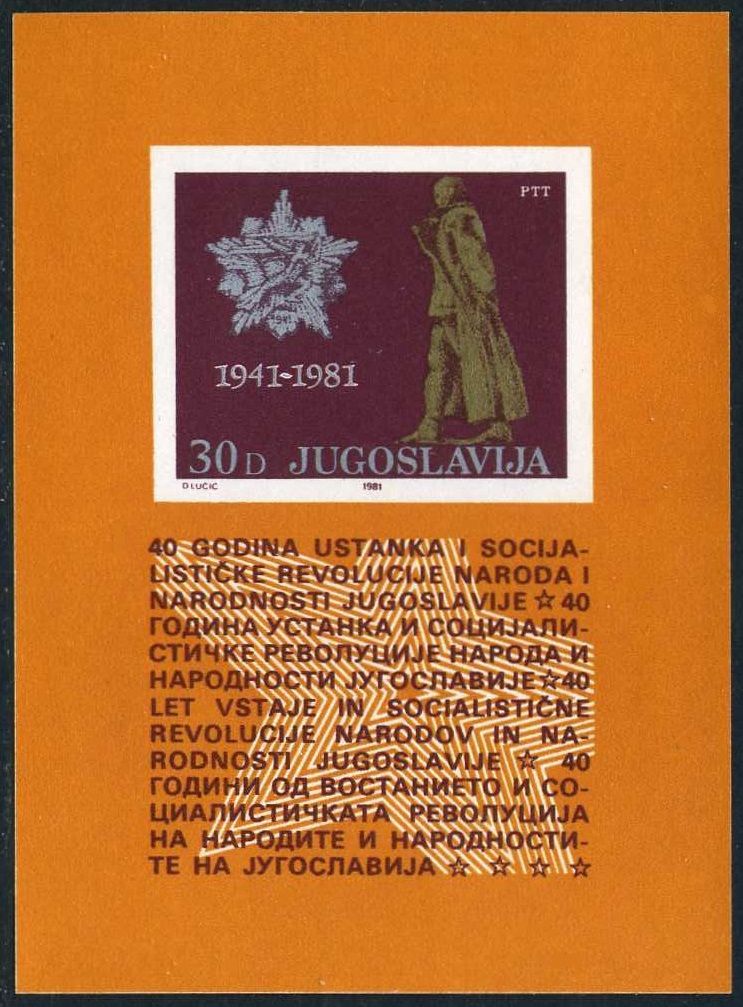 PTT
1941
1941-1981
30 D JUGOSLAVIJA
D LUČIĆ 1981
40 GODINA USTANKA I SOCIJA-
LISTIČKE REVOLUCIJE NARODA I
NARODNOSTI JUGOSLAVIJE ☆ 40
ГОДИНА УСТАНКА И СОЦИЈАЛИ-
СТИЧКЕ РЕВОЛУЦИЈЕ НАРОДА И
НАРОДНОСТИ ЈУГОСЛАВИЈЕ ☆ 40
LET VSTAJE IN SOCIALISTIČNE
REVOLUCIJE NARODOV IN NA-
RODNOSTI JUGOSLAVIJE ☆ 40
ГОДИНИ ОД ВОСТАНИЕТО И СО-
ЦИАЛИСТИЧКАТА РЕВОЛУЦИЈА
НА НАРОДИТЕ И НАРОДНОСТИ-
ТЕ НА ЈУГОСЛАВИЈА ☆ ☆ ☆ ☆